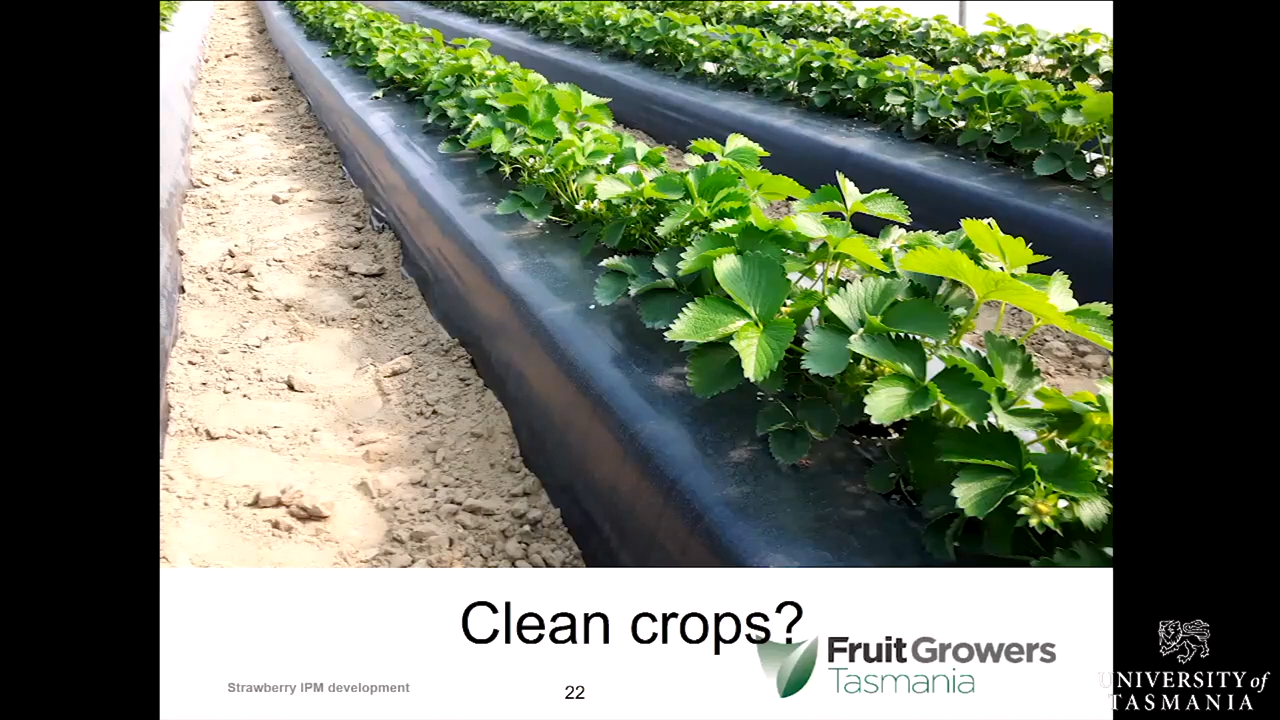 Clean crops?
Fruit Growers
Tasmania
Strawberry IPM development
22
UNIVERSITY of
TASMANIA